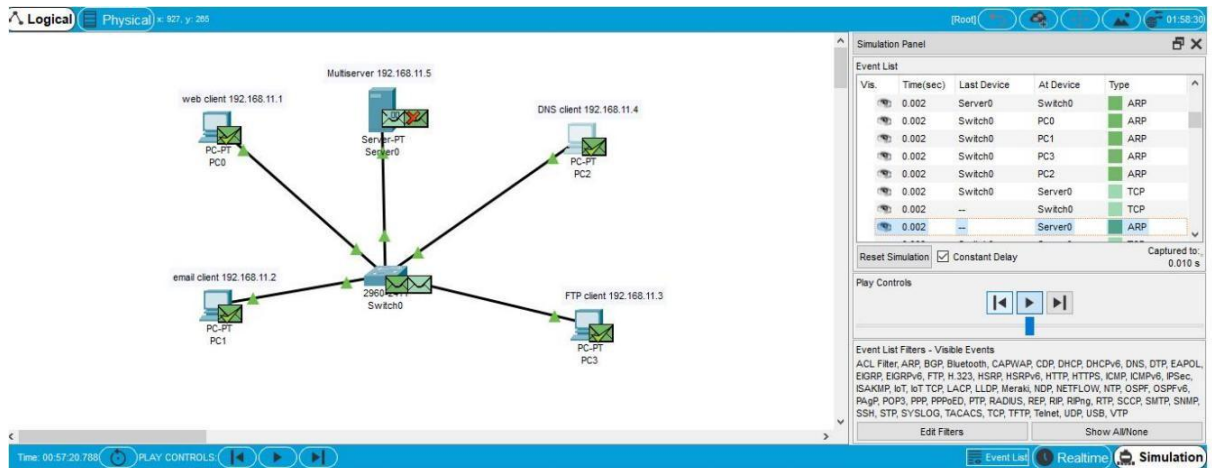 Logical
Physical
x: 927, y: 265
[Root]
01:58:30
Multiserver 192.168.11.5
web client 192.168.11.1
DNS client 192.168.11.4
Server-PT
Server0
PC-PT
PC0
PC-PT
PC2
email client 192.168.11.2
2960-24TT
Switch0
FTP client 192.168.11.3
PC-PT
PC1
PC-PT
PC3
Simulation Panel
Event List
Vis. Time(sec) Last Device At Device Type
0.002 Server0 Switch0 ARP
0.002 Switch0 PC0 ARP
0.002 Switch0 PC1 ARP
0.002 Switch0 PC3 ARP
0.002 Switch0 PC2 ARP
0.002 Switch0 Server0 TCP
0.002 -- Switch0 TCP
0.002 -- Server0 ARP
Reset Simulation Constant Delay
Captured to:
0.010 s
Play Controls
Event List Filters - Visible Events
ACL Filter, ARP, BGP, Bluetooth, CAPWAP, CDP, DHCP, DHCPv6, DNS, DTP, EAPOL,
EIGRP, EIGRPv6, FTP, H.323, HSRP, HSRPv6, HTTP, HTTPS, ICMP, ICMPv6, IPSec,
ISAKMP, IoT, IoT TCP, LACP, LLDP, Meraki, NDP, NETFLOW, NTP, OSPF, OSPFv6,
PAgP, POP3, PPP, PPPoED, PTP, RADIUS, REP, RIP, RIPng, RTP, SCCP, SMTP, SNMP,
SSH, STP, SYSLOG, TACACS, TCP, TFTP, Telnet, UDP, USB, VTP
Edit Filters
Show All/None
Time: 00:57:20.788
PLAY CONTROLS:
Event List
Realtime
Simulation